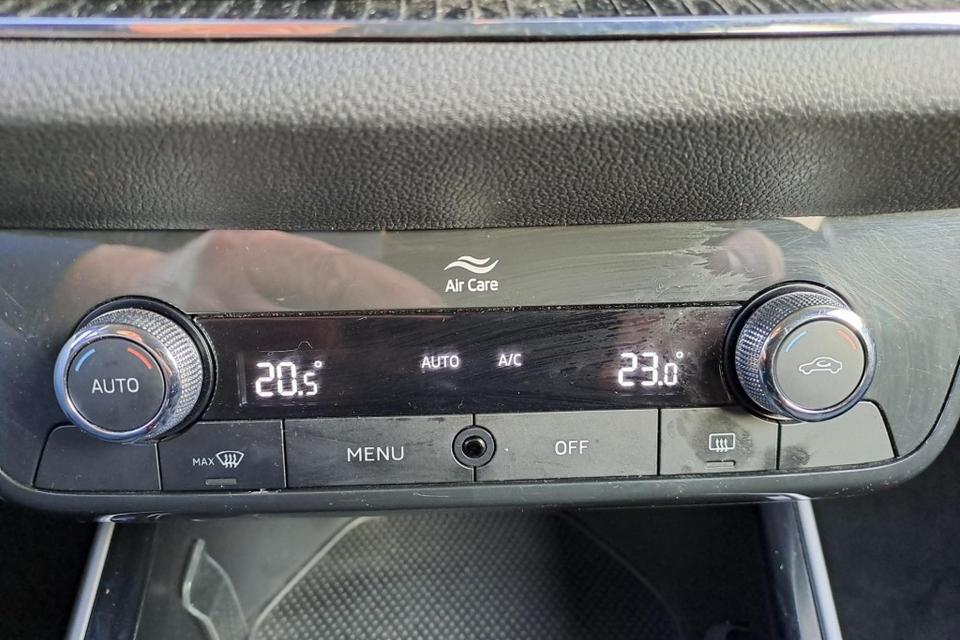 Air Care
AUTO
20.5°
AUTO A/C
23.0°
MAX
MENU
OFF